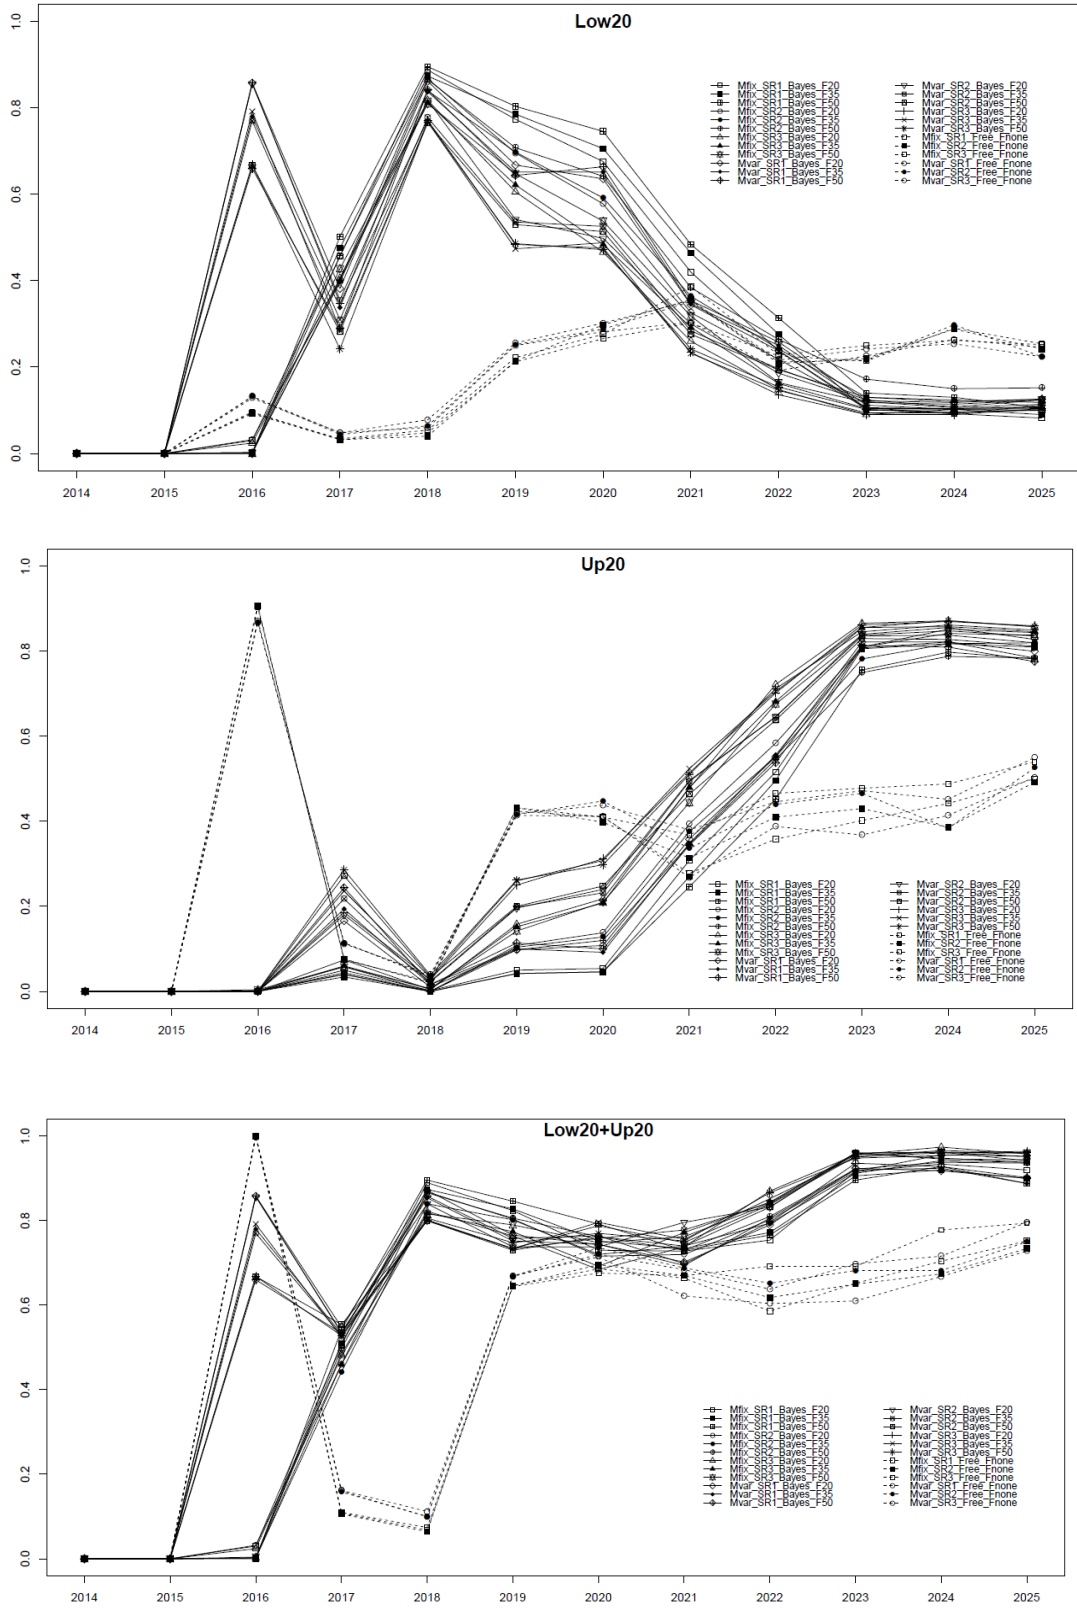 Low20
1.0
0.8
0.6
0.4
0.2
0.0
Mfix_SR1_Bayes_F20
Mfix_SR1_Bayes_F35
Mfix_SR1_Bayes_F50
Mfix_SR2_Bayes_F20
Mfix_SR2_Bayes_F35
Mfix_SR2_Bayes_F50
Mfix_SR3_Bayes_F20
Mfix_SR3_Bayes_F35
Mfix_SR3_Bayes_F50
Mvar_SR1_Bayes_F20
Mvar_SR1_Bayes_F35
Mvar_SR1_Bayes_F50
Mvar_SR2_Bayes_F20
Mvar_SR2_Bayes_F35
Mvar_SR2_Bayes_F50
Mvar_SR3_Bayes_F20
Mvar_SR3_Bayes_F35
Mvar_SR3_Bayes_F50
Mfix_SR1_Free_Fnone
Mfix_SR2_Free_Fnone
Mfix_SR3_Free_Fnone
Mvar_SR1_Free_Fnone
Mvar_SR2_Free_Fnone
Mvar_SR3_Free_Fnone
2014 2015 2016 2017 2018 2019 2020 2021 2022 2023 2024 2025
Up20
1.0
0.8
0.6
0.4
0.2
0.0
Mfix_SR1_Bayes_F20
Mfix_SR1_Bayes_F35
Mfix_SR1_Bayes_F50
Mfix_SR2_Bayes_F20
Mfix_SR2_Bayes_F35
Mfix_SR2_Bayes_F50
Mfix_SR3_Bayes_F20
Mfix_SR3_Bayes_F35
Mfix_SR3_Bayes_F50
Mvar_SR1_Bayes_F20
Mvar_SR1_Bayes_F35
Mvar_SR1_Bayes_F50
Mvar_SR2_Bayes_F20
Mvar_SR2_Bayes_F35
Mvar_SR2_Bayes_F50
Mvar_SR3_Bayes_F20
Mvar_SR3_Bayes_F35
Mvar_SR3_Bayes_F50
Mfix_SR1_Free_Fnone
Mfix_SR2_Free_Fnone
Mfix_SR3_Free_Fnone
Mvar_SR1_Free_Fnone
Mvar_SR2_Free_Fnone
Mvar_SR3_Free_Fnone
2014 2015 2016 2017 2018 2019 2020 2021 2022 2023 2024 2025
Low20+Up20
1.0
0.8
0.6
0.4
0.2
0.0
Mfix_SR1_Bayes_F20
Mfix_SR1_Bayes_F35
Mfix_SR1_Bayes_F50
Mfix_SR2_Bayes_F20
Mfix_SR2_Bayes_F35
Mfix_SR2_Bayes_F50
Mfix_SR3_Bayes_F20
Mfix_SR3_Bayes_F35
Mfix_SR3_Bayes_F50
Mvar_SR1_Bayes_F20
Mvar_SR1_Bayes_F35
Mvar_SR1_Bayes_F50
Mvar_SR2_Bayes_F20
Mvar_SR2_Bayes_F35
Mvar_SR2_Bayes_F50
Mvar_SR3_Bayes_F20
Mvar_SR3_Bayes_F35
Mvar_SR3_Bayes_F50
Mfix_SR1_Free_Fnone
Mfix_SR2_Free_Fnone
Mfix_SR3_Free_Fnone
Mvar_SR1_Free_Fnone
Mvar_SR2_Free_Fnone
Mvar_SR3_Free_Fnone
2014 2015 2016 2017 2018 2019 2020 2021 2022 2023 2024 2025